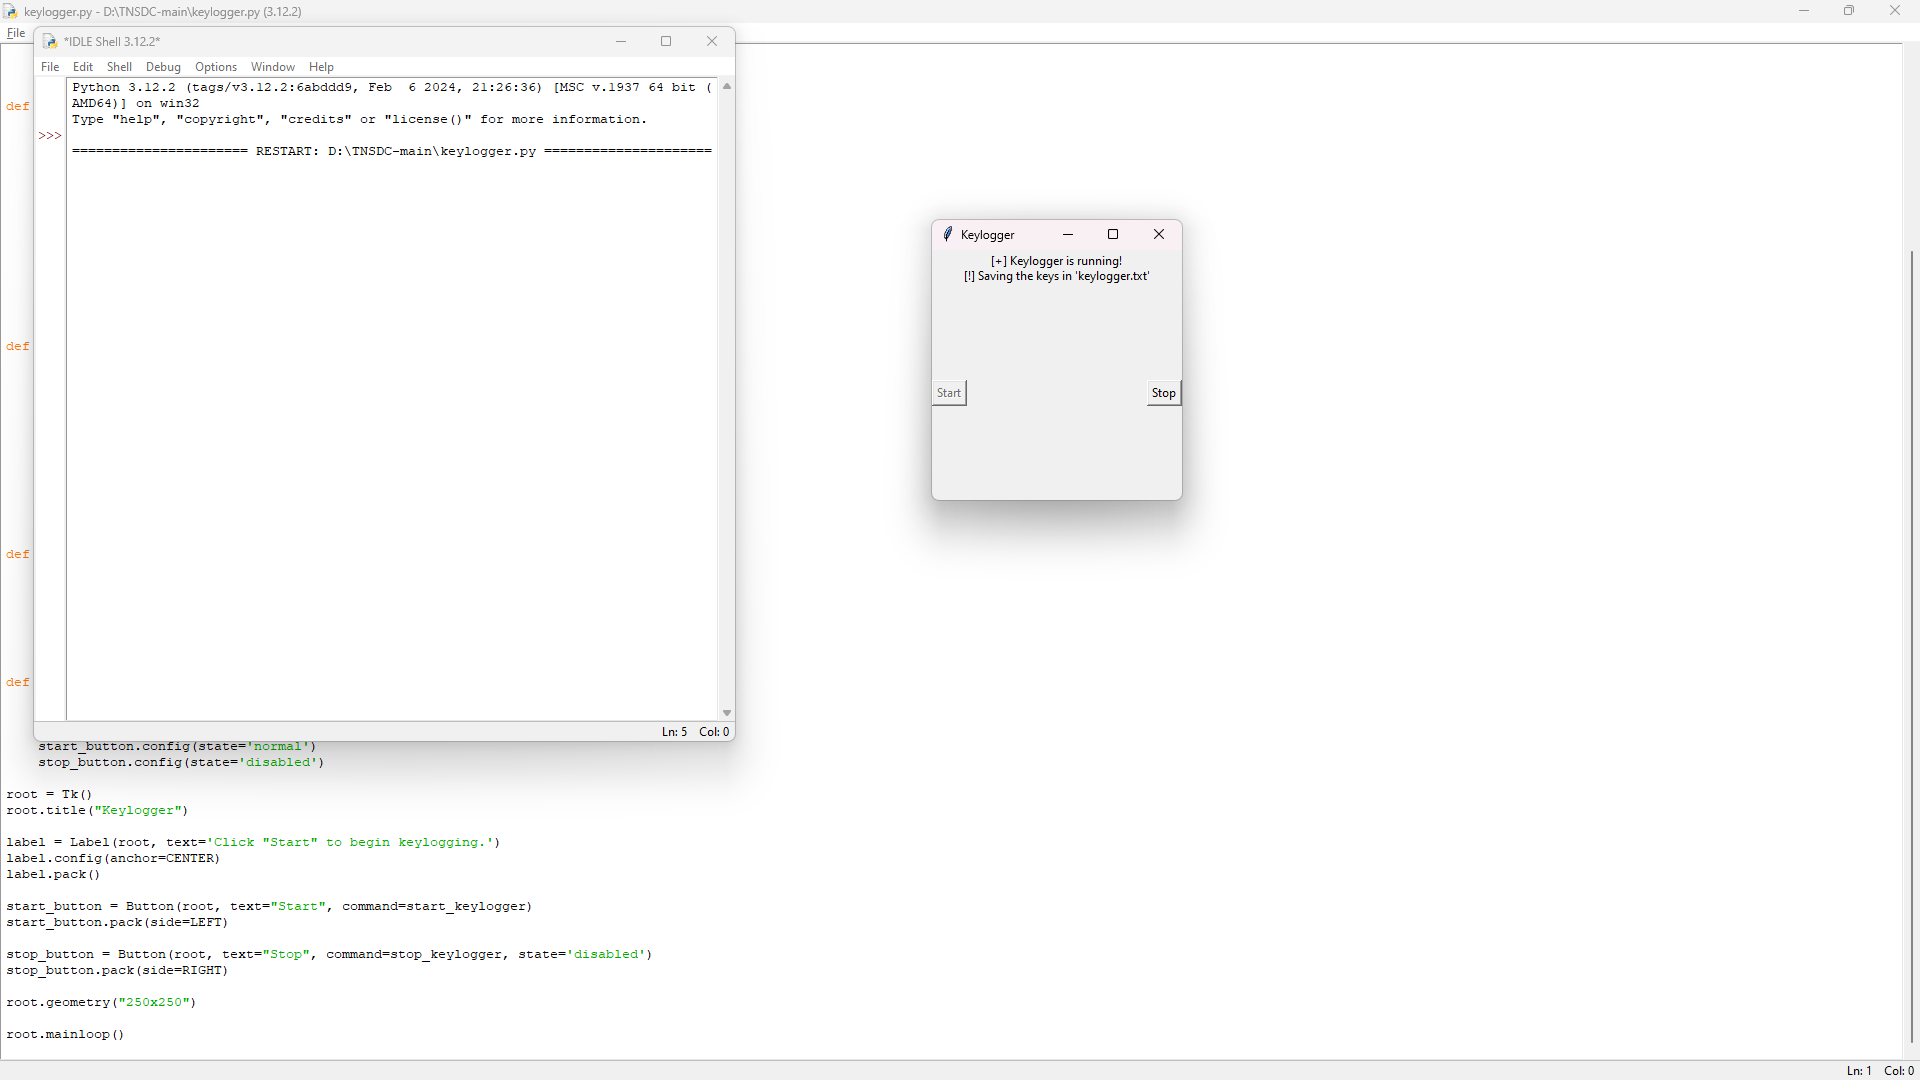 keylogger.py - D:\TNSDC-main\keylogger.py (3.12.2)
File
*IDLE Shell 3.12.2*
File Edit Shell Debug Options Window Help
Python 3.12.2 (tags/v3.12.2:6abddd9, Feb  6 2024, 21:26:36) [MSC v.1937 64 bit (
AMD64)] on win32
Type "help", "copyright", "credits" or "license()" for more information.
>>>
====================== RESTART: D:\TNSDC-main\keylogger.py =====================
Ln: 5 Col: 0
def
def
def
def
Keylogger
[+] Keylogger is running!
[!] Saving the keys in 'keylogger.txt'
Start
Stop
start_button.config(state='normal')
stop_button.config(state='disabled')
root = Tk()
root.title("Keylogger")
label = Label(root, text='Click "Start" to begin keylogging.')
label.config(anchor=CENTER)
label.pack()
start_button = Button(root, text="Start", command=start_keylogger)
start_button.pack(side=LEFT)
stop_button = Button(root, text="Stop", command=stop_keylogger, state='disabled')
stop_button.pack(side=RIGHT)
root.geometry("250x250")
root.mainloop()
Ln: 1 Col: 0